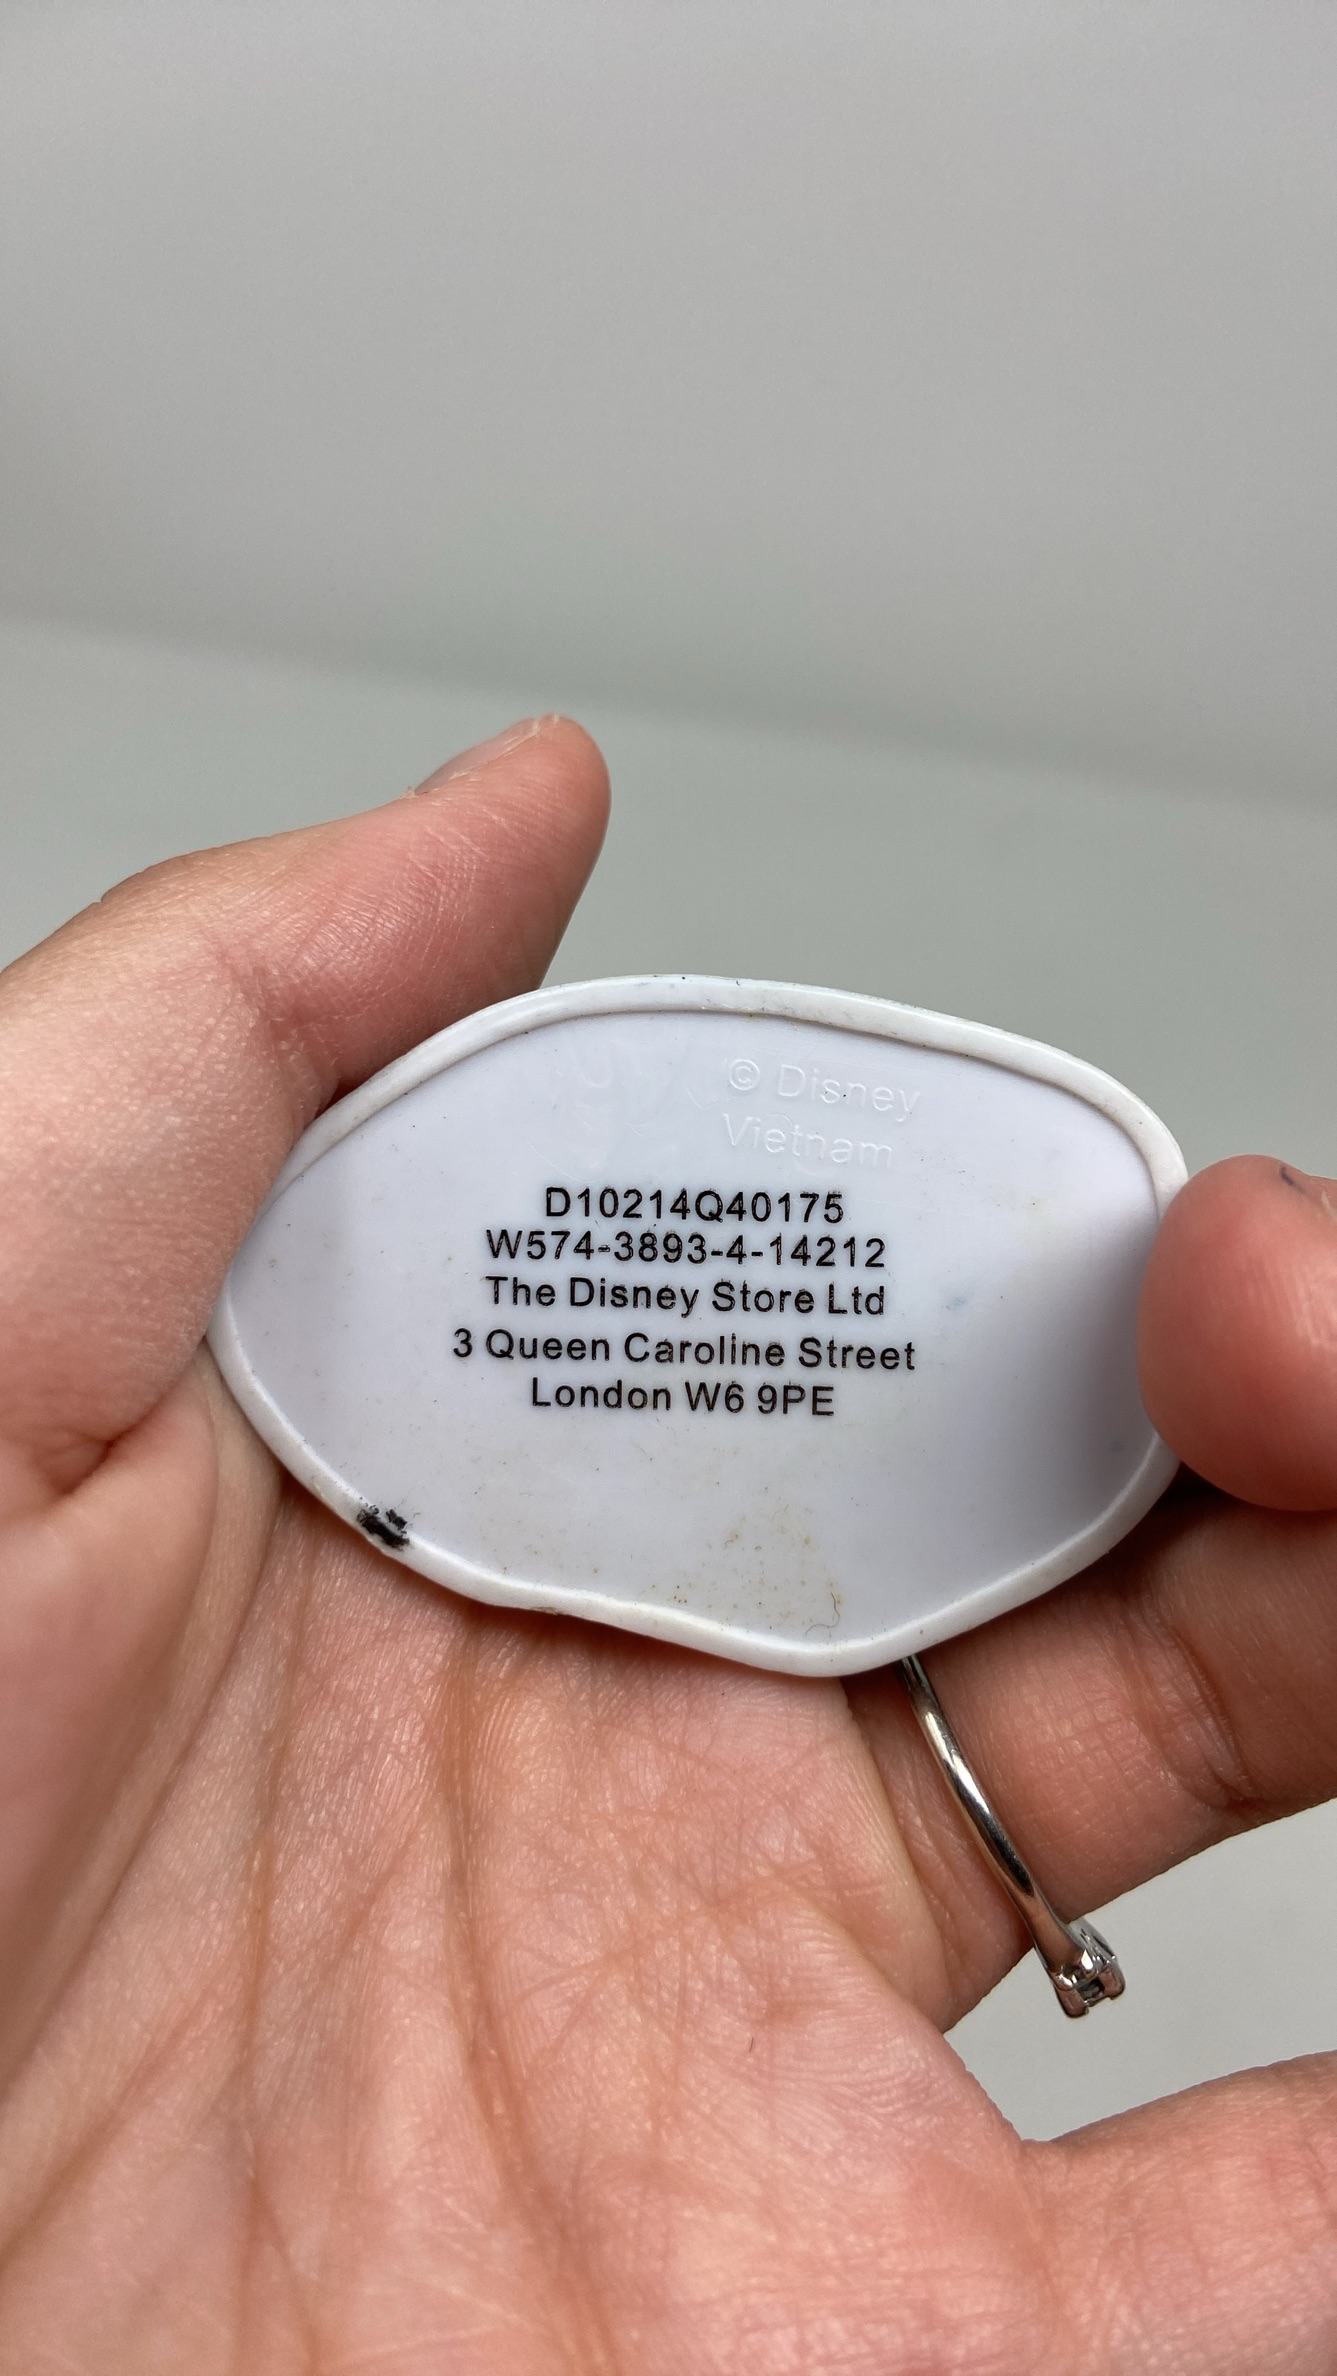 © Disney
Vietnam
D10214Q40175
W574-3893-4-14212
The Disney Store Ltd
3 Queen Caroline Street
London W6 9PE